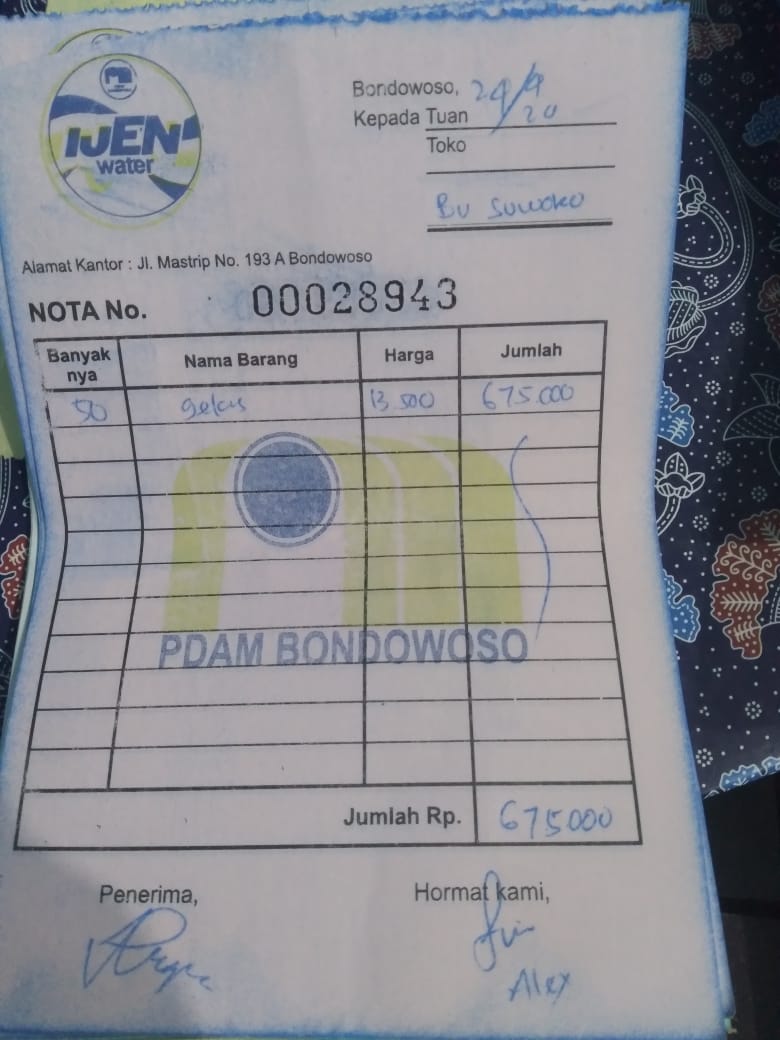 IJEN
water
Bondowoso, 29/9
20
Kepada Tuan
Toko
Bu Suwoko
Alamat Kantor : Jl. Mastrip No. 193 A Bondowoso
NOTA No. 00028943
Banyak nya Nama Barang Harga Jumlah
50 gelas 13.500 675.000
PDAM BONDOWOSO
Jumlah Rp. 675000
Penerima, Hormat kami,
Alex